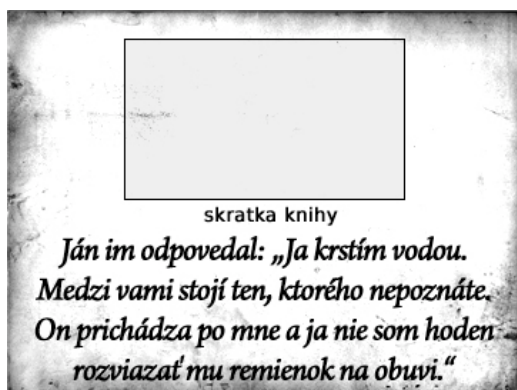 skratka knihy
Ján im odpovedal: „Ja krstím vodou.
Medzi vami stojí ten, ktorého nepoznáte.
On prichádza po mne a ja nie som hoden
rozviazať mu remienok na obuvi.“